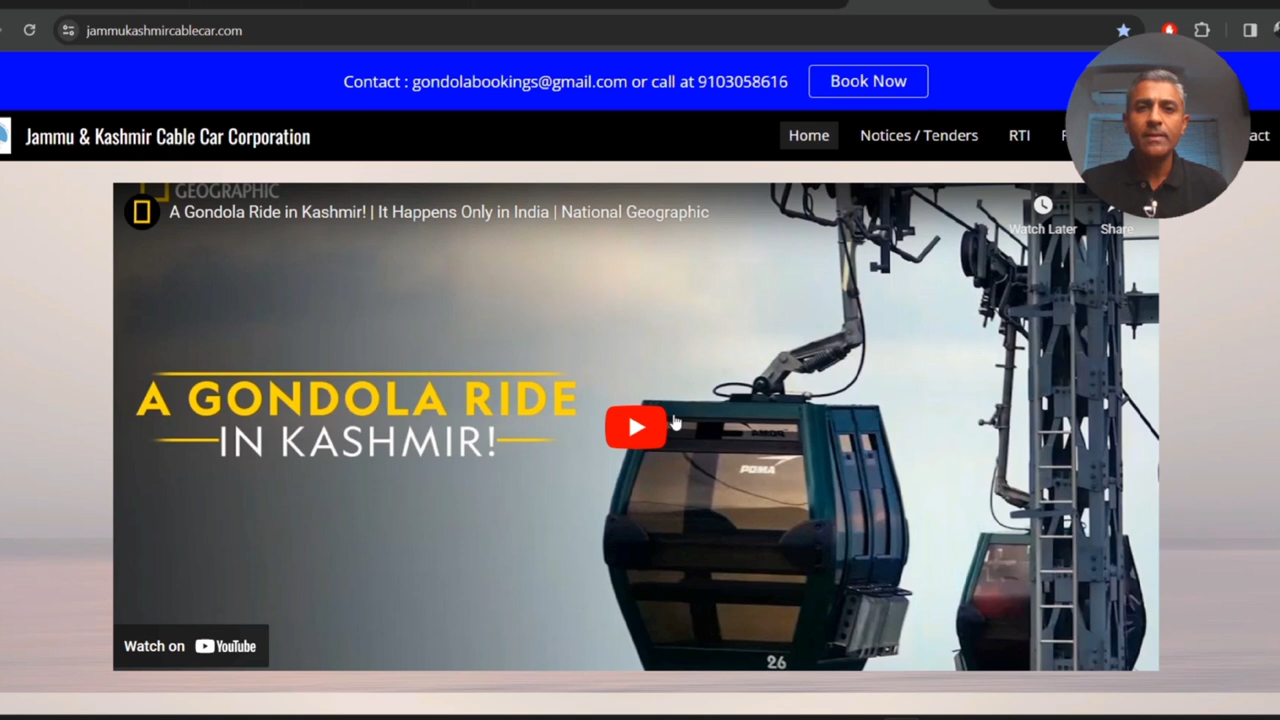 jammukashmircablecar.com
Contact : gondolabookings@gmail.com or call at 9103058616
Book Now
Jammu & Kashmir Cable Car Corporation
Home
Notices / Tenders
RTI
GEOGRAPHIC
A Gondola Ride in Kashmir! | It Happens Only in India | National Geographic
Watch Later
Share
A GONDOLA RIDE
IN KASHMIR!
POMA
Watch on YouTube
26